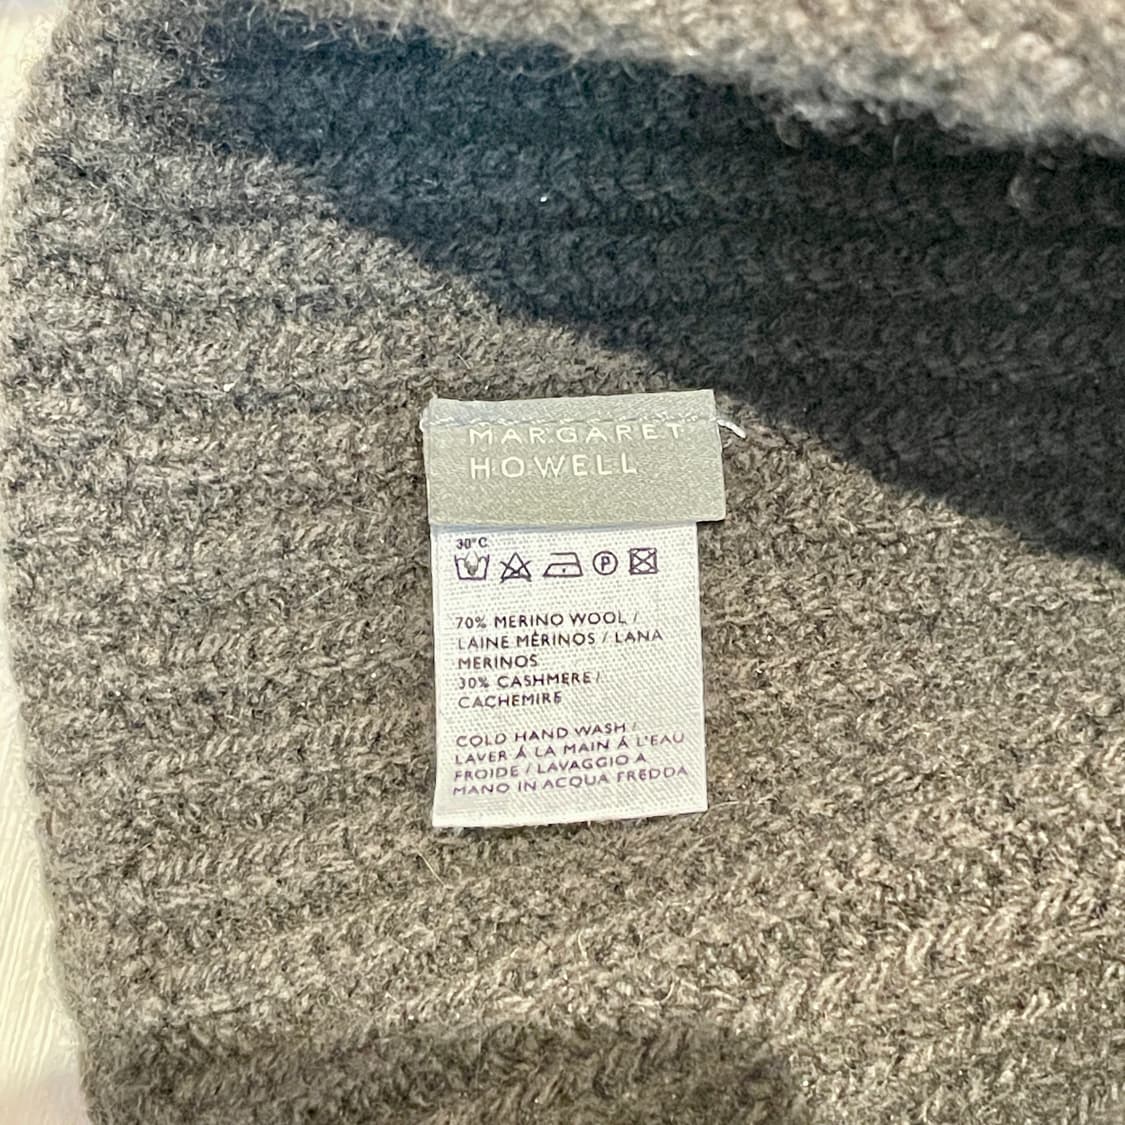 MARGARET
HOWELL
30°C
P
70% MERINO WOOL /
LAINE MÉRINOS / LANA
MERINOS
30% CASHMERE /
CACHEMIRE
COLD HAND WASH /
LAVER Á LA MAIN Á L'EAU
FROIDE / LAVAGGIO A
MANO IN ACQUA FREDDA